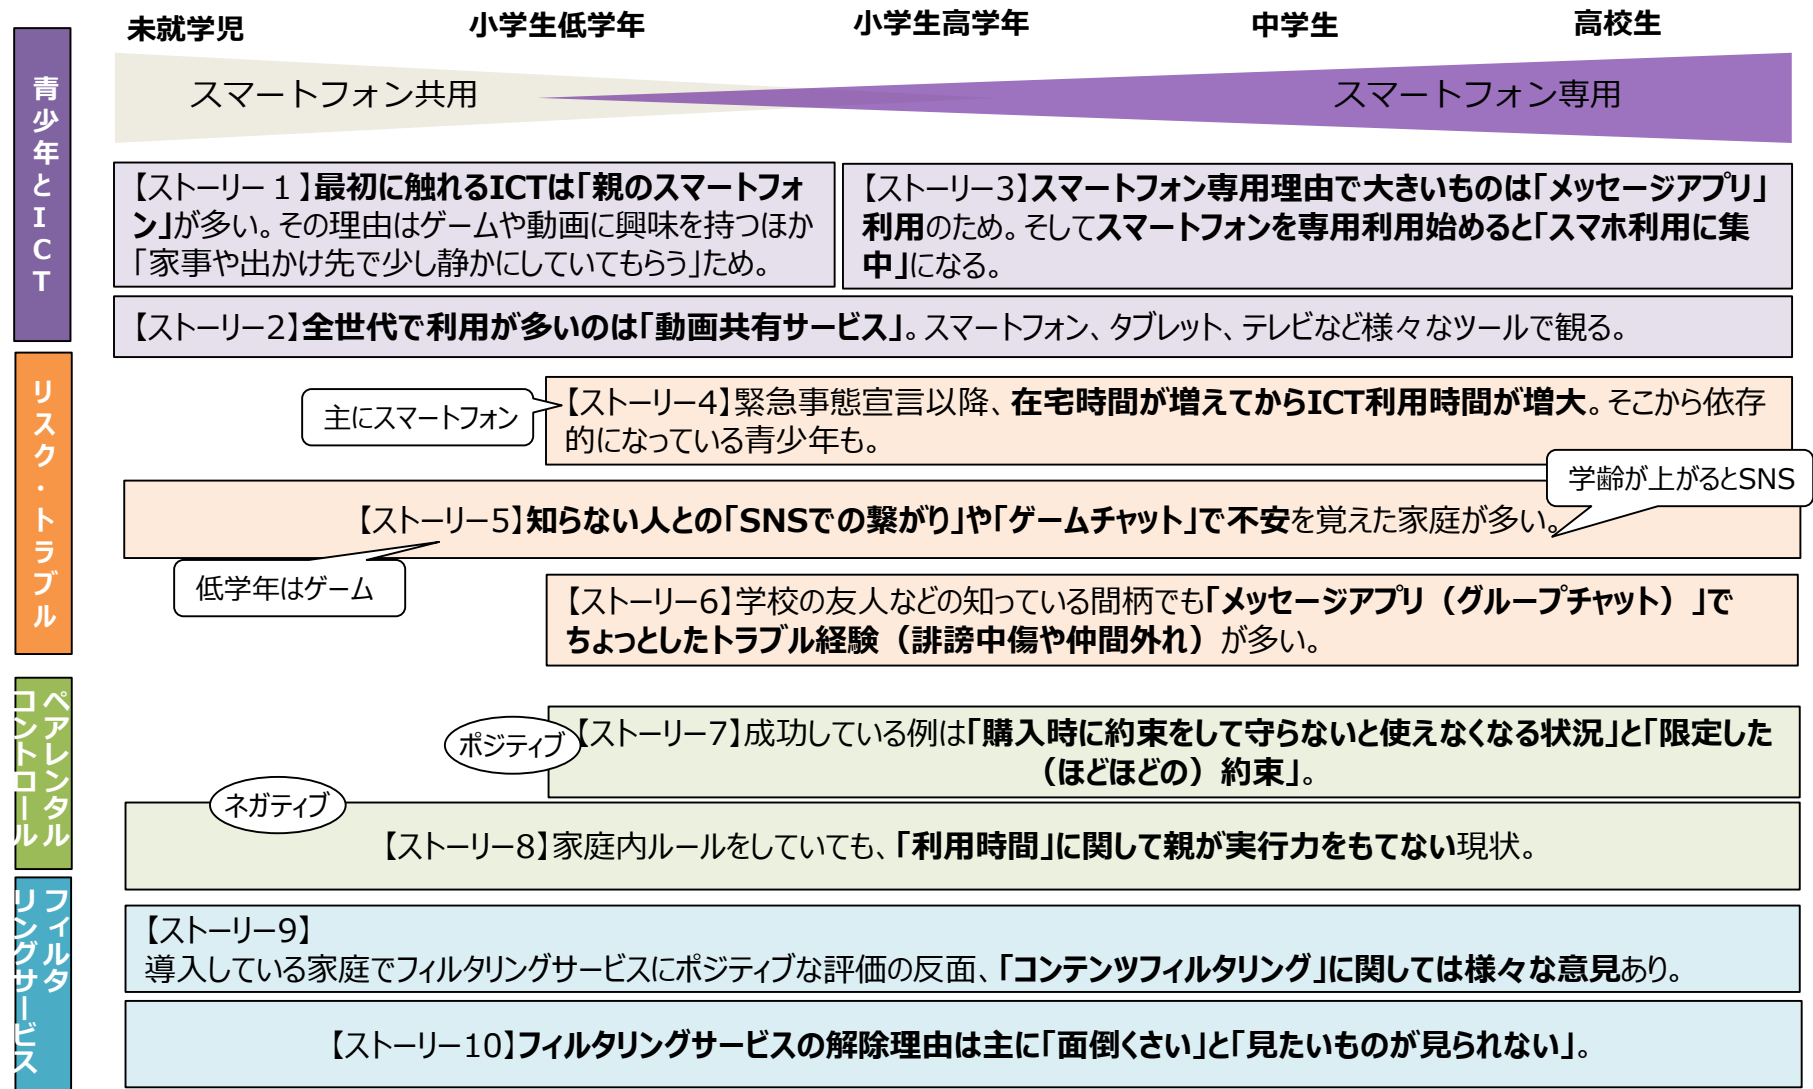 未就学児
小学生低学年
小学生高学年
中学生
高校生
青少年とICT
スマートフォン共用
スマートフォン専用
【ストーリー１】最初に触れるICTは「親のスマートフォ
ン」が多い。その理由はゲームや動画に興味を持つほか
「家事や出かけ先で少し静かにしていてもらう」ため。
【ストーリー3】スマートフォン専用理由で大きいものは「メッセージアプリ」
利用のため。そしてスマートフォンを専用利用始めると「スマホ利用に集
中」になる。
【ストーリー2】全世代で利用が多いのは「動画共有サービス」。スマートフォン、タブレット、テレビなど様々なツールで観る。
リスク・トラブル
主にスマートフォン
【ストーリー4】緊急事態宣言以降、在宅時間が増えてからICT利用時間が増大。そこから依存
的になっている青少年も。
学齢が上がるとSNS
【ストーリー5】知らない人との「SNSでの繋がり」や「ゲームチャット」で不安を覚えた家庭が多い。
低学年はゲーム
【ストーリー6】学校の友人などの知っている間柄でも「メッセージアプリ（グループチャット）」で
ちょっとしたトラブル経験（誹謗中傷や仲間外れ）が多い。
ペアレンタル
コントロール
ポジティブ
【ストーリー7】成功している例は「購入時に約束をして守らないと使えなくなる状況」と「限定した
（ほどほどの）約束」。
ネガティブ
【ストーリー8】家庭内ルールをしていても、「利用時間」に関して親が実行力をもてない現状。
フィルタ
リングサービス
【ストーリー9】
導入している家庭でフィルタリングサービスにポジティブな評価の反面、「コンテンツフィルタリング」に関しては様々な意見あり。
【ストーリー10】フィルタリングサービスの解除理由は主に「面倒くさい」と「見たいものが見られない」。